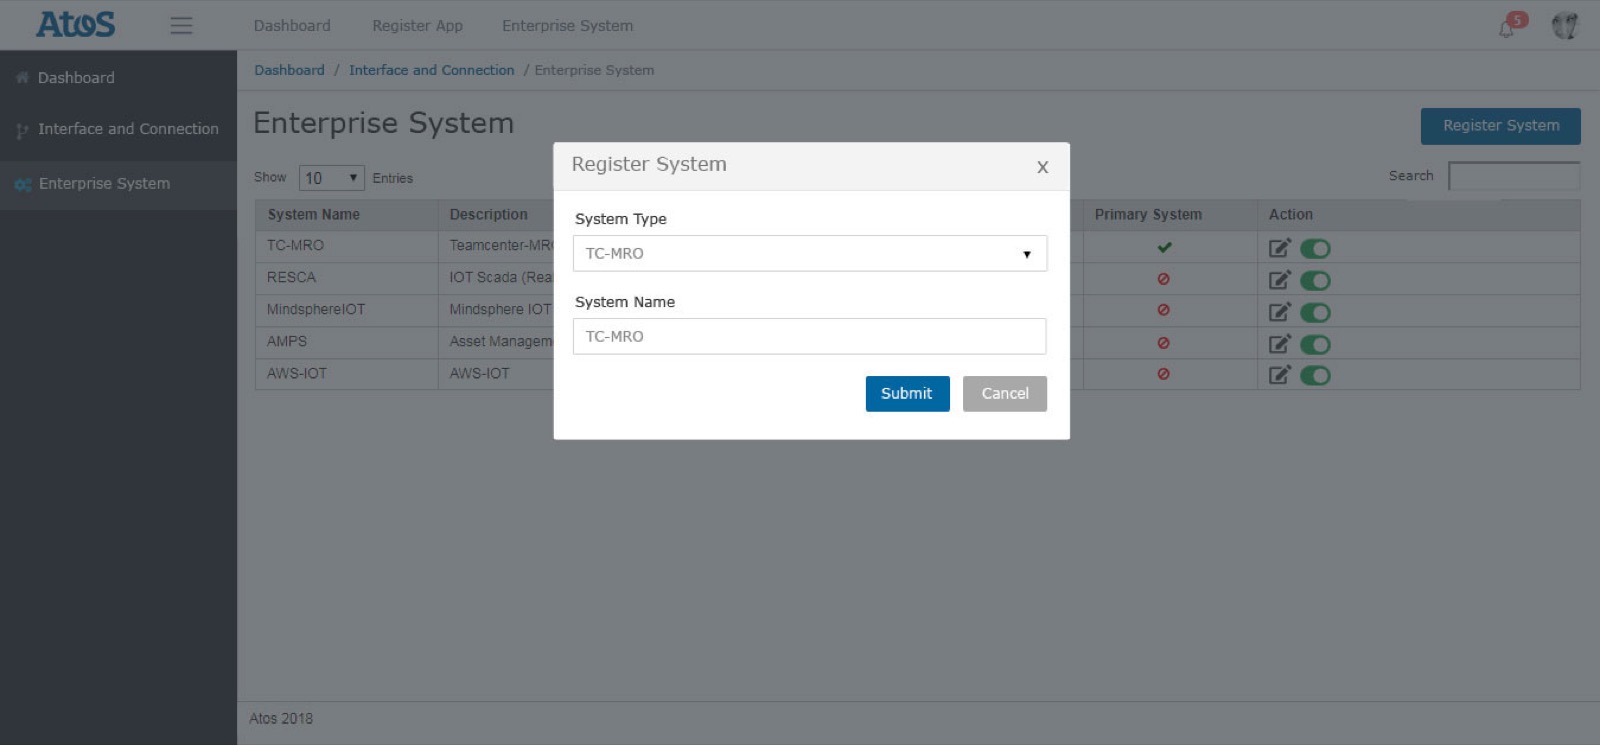 Atos Dashboard Register App Enterprise System 5
Dashboard
Interface and Connection
Enterprise System
Dashboard / Interface and Connection / Enterprise System
Enterprise System
Register System
Show 10 Entries
Search
System Name Description Primary System Action
TC-MRO Teamcenter-MRO
RESCA IOT Scada (Rea
MindsphereIOT Mindsphere IOT
AMPS Asset Managem
AWS-IOT AWS-IOT
Register System X
System Type
TC-MRO
System Name
TC-MRO
Submit Cancel
Atos 2018